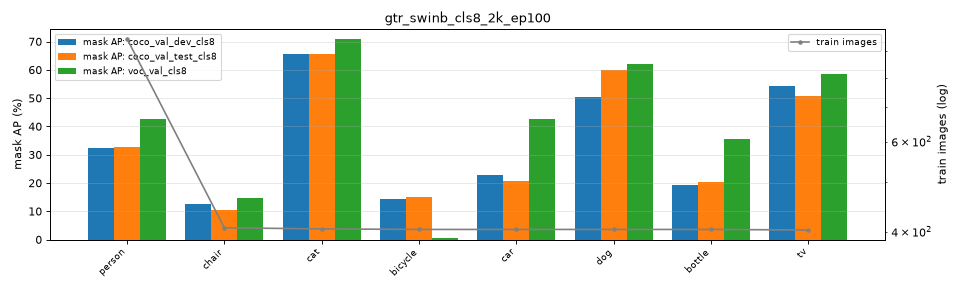 gtr_swinb_cls8_2k_ep100
mask AP: coco_val_dev_cls8
mask AP: coco_val_test_cls8
mask AP: voc_val_cls8
train images
mask AP (%)
70
60
50
40
30
20
10
0
6 × 10²
4 × 10²
train images (log)
person
chair
cat
bicycle
car
dog
bottle
tv